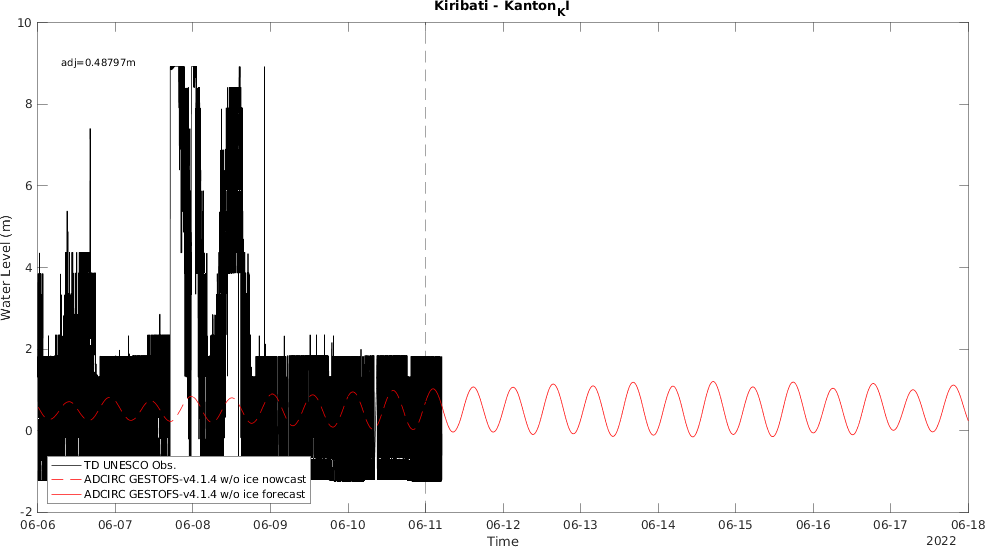 Kiribati - Kanton_KI
adj=0.48797m
10
8
6
4
2
0
-2
Water Level (m)
TD UNESCO Obs.
ADCIRC GESTOFS-v4.1.4 w/o ice nowcast
ADCIRC GESTOFS-v4.1.4 w/o ice forecast
06-06 06-07 06-08 06-09 06-10 06-11 06-12 06-13 06-14 06-15 06-16 06-17 06-18
Time
2022